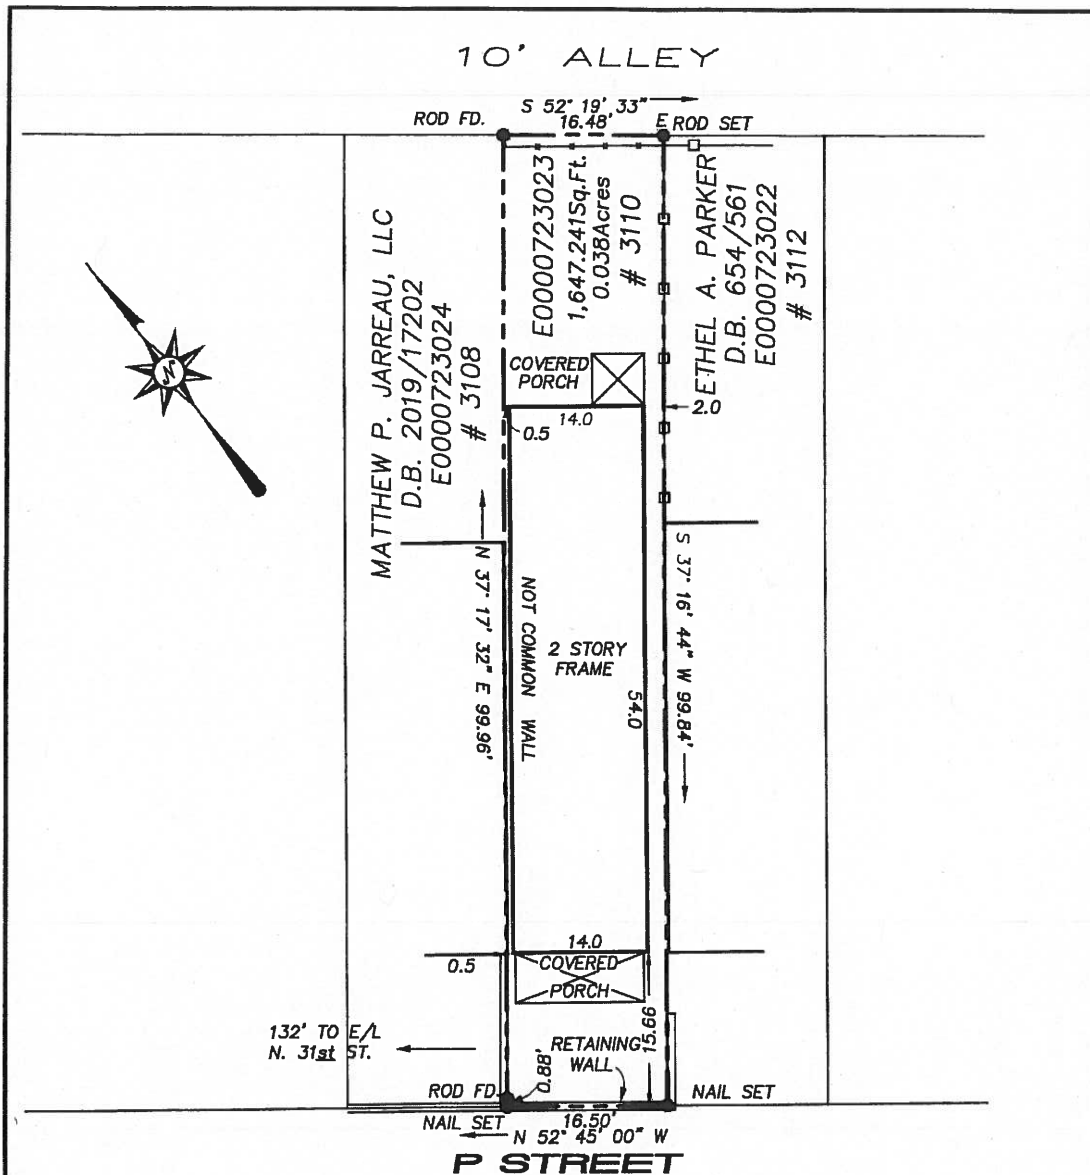 10' ALLEY
S 52° 19' 33" E
16.48'
ROD FD.
ROD SET
MATTHEW P. JARREAU, LLC
D.B. 2019/17202
E0000723024
# 3108
E0000723023
1,647.241Sq.Ft.
0.038Acres
# 3110
ETHEL A. PARKER
D.B. 654/561
E0000723022
# 3112
N
COVERED
PORCH
14.0
2.0
0.5
N 37° 17' 32" E 99.96'
NOT COMMON WALL
2 STORY
FRAME
54.0
S 37° 16' 44" W 99.84'
14.0
0.5
COVERED
PORCH
15.66
132' TO E/L
N. 31st ST.
RETAINING
WALL
0.88'
ROD FD
NAIL SET
NAIL SET
16.50'
N 52° 45' 00" W
P STREET